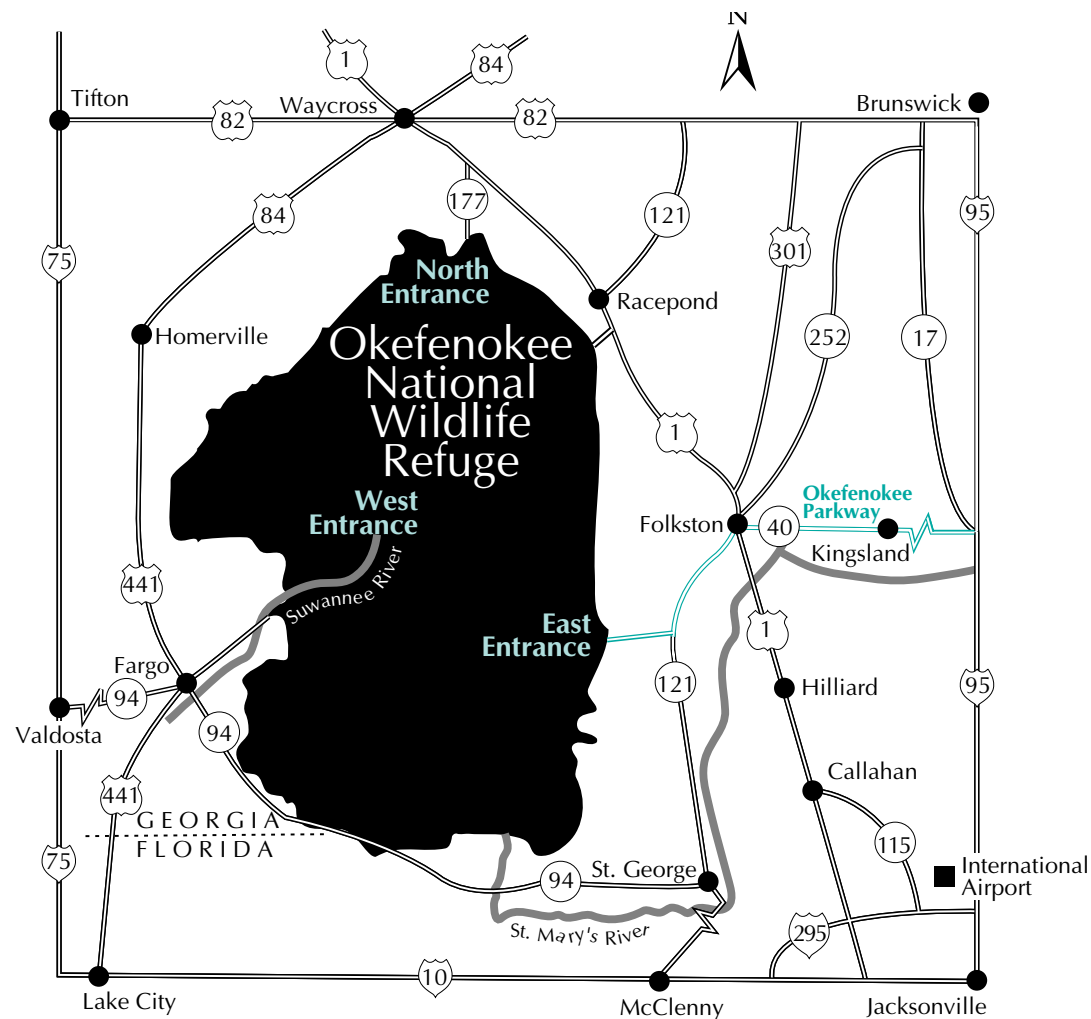 N
1
84
Tifton
Waycross
Brunswick
82
82
177
84
121
95
301
75
North
Entrance
Racepond
Homerville
Okefenokee
National
Wildlife
Refuge
252
17
1
West
Entrance
Okefenokee
Parkway
Folkston
40
Kingsland
Suwannee River
441
East
Entrance
1
Fargo
94
121
Hilliard
95
Valdosta
94
441
Callahan
GEORGIA
FLORIDA
75
115
St. George
94
International
Airport
St. Mary's River
295
10
Lake City
McClenny
Jacksonville